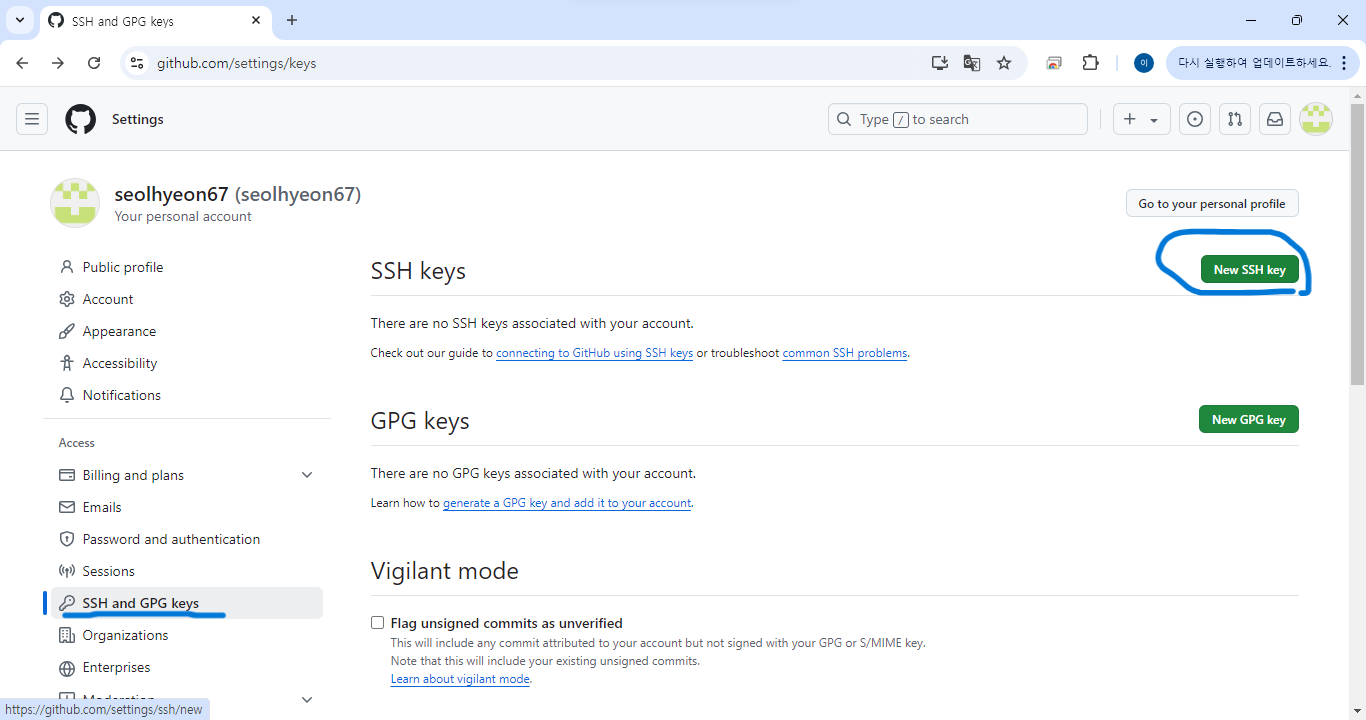 SSH and GPG keys
github.com/settings/keys
이
다시 실행하여 업데이트하세요.
Settings
Type / to search
seolhyeon67 (seolhyeon67)
Your personal account
Go to your personal profile
Public profile
Account
Appearance
Accessibility
Notifications
Access
Billing and plans
Emails
Password and authentication
Sessions
SSH and GPG keys
Organizations
Enterprises
Moderation
SSH keys
New SSH key
There are no SSH keys associated with your account.
Check out our guide to connecting to GitHub using SSH keys or troubleshoot common SSH problems.
GPG keys
New GPG key
There are no GPG keys associated with your account.
Learn how to generate a GPG key and add it to your account.
Vigilant mode
Flag unsigned commits as unverified
This will include any commit attributed to your account but not signed with your GPG or S/MIME key.
Note that this will include your existing unsigned commits.
Learn about vigilant mode.
https://github.com/settings/ssh/new